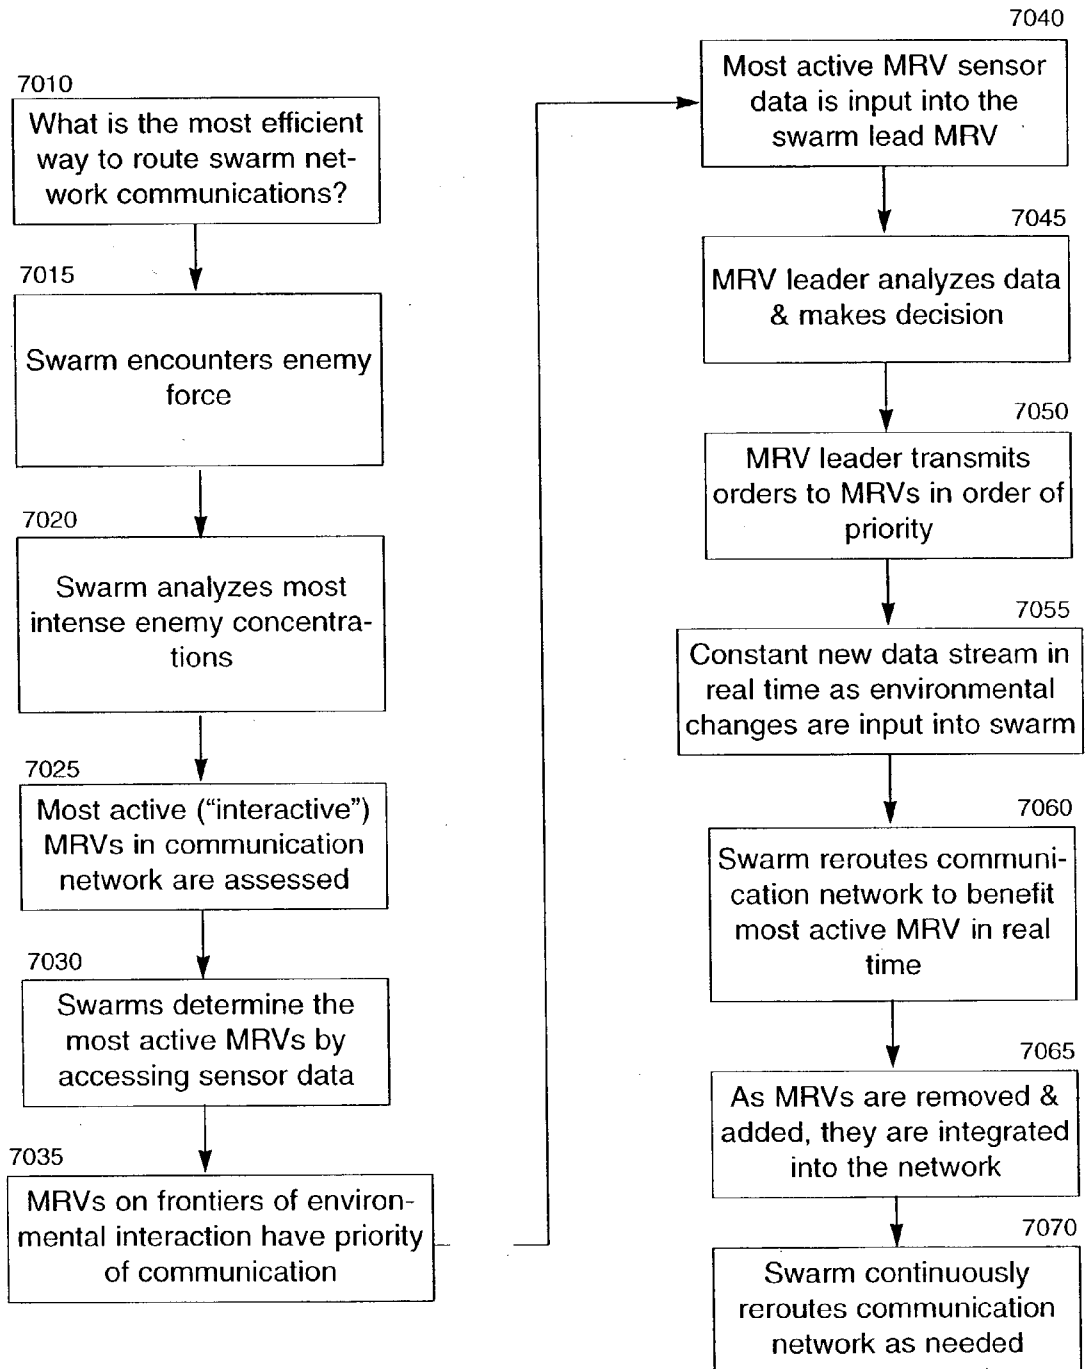 7010
What is the most efficient
way to route swarm net-
work communications?
7015
Swarm encounters enemy
force
7020
Swarm analyzes most
intense enemy concentra-
tions
7025
Most active (“interactive”)
MRVs in communication
network are assessed
7030
Swarms determine the
most active MRVs by
accessing sensor data
7035
MRVs on frontiers of environ-
mental interaction have priority
of communication
7040
Most active MRV sensor
data is input into the
swarm lead MRV
7045
MRV leader analyzes data
& makes decision
7050
MRV leader transmits
orders to MRVs in order of
priority
7055
Constant new data stream in
real time as environmental
changes are input into swarm
7060
Swarm reroutes communi-
cation network to benefit
most active MRV in real
time
7065
As MRVs are removed &
added, they are integrated
into the network
7070
Swarm continuously
reroutes communication
network as needed